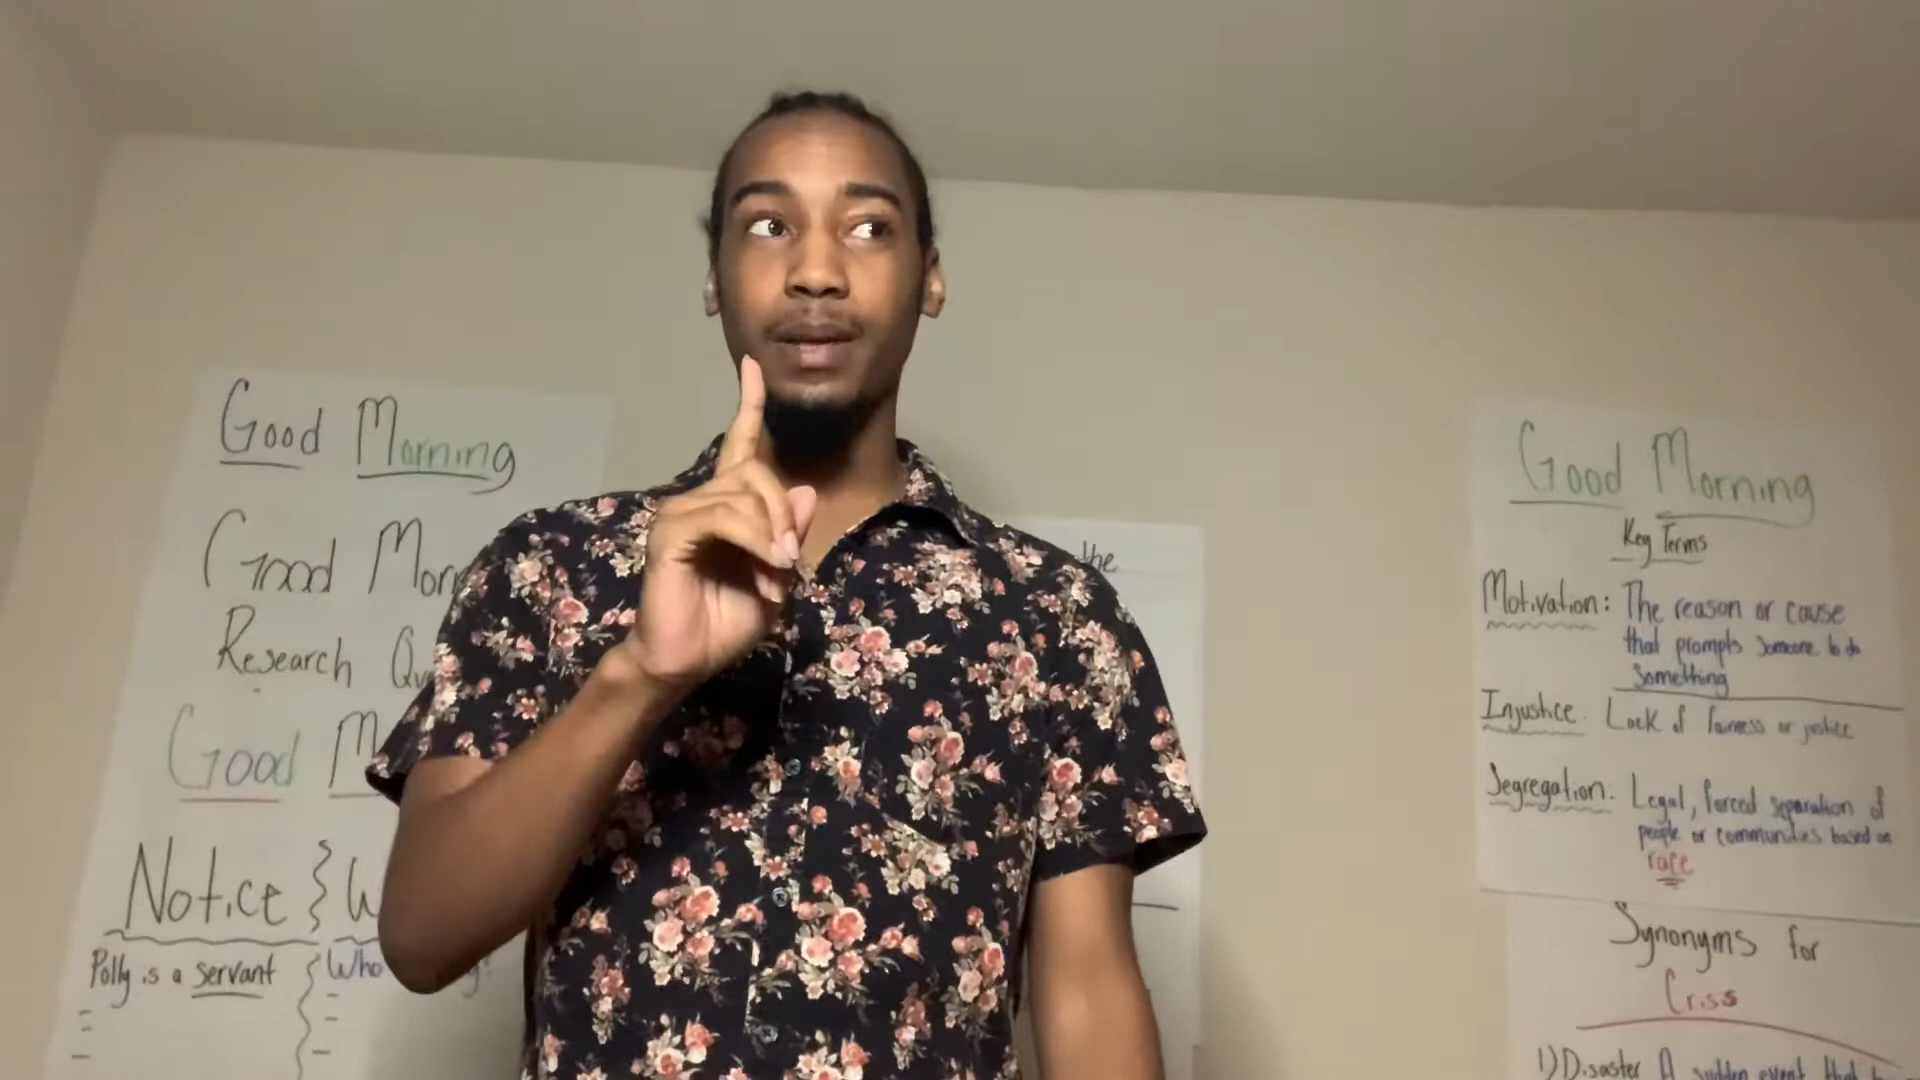 Good Morning
Good Mor
Research Qu
Good M
Notice W
Polly is a servant
Who
the
Good Morning
Key Terms
Motivation: The reason or cause
that prompts someone to do
Something
Injustice. Lack of fairness or justice
Segregation: Legal, forced separation of
people or communities based on
race
Synonyms for
Crisis
1) Disaster A sudden event that